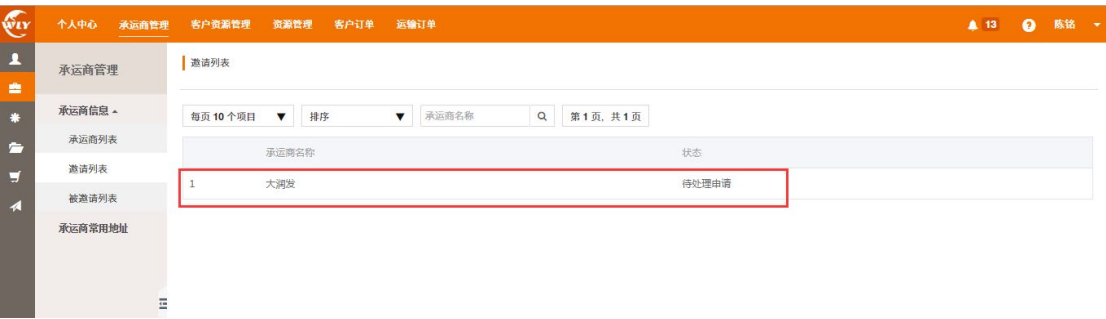 WLY 个人中心 承运商管理 客户资源管理 资源管理 客户订单 运输订单 13 陈铭
承运商管理
承运商信息
承运商列表
邀请列表
被邀请列表
承运商常用地址
邀请列表
每页 10 个项目 排序 承运商名称 第 1 页, 共 1 页
承运商名称 状态
1 大润发 待处理申请